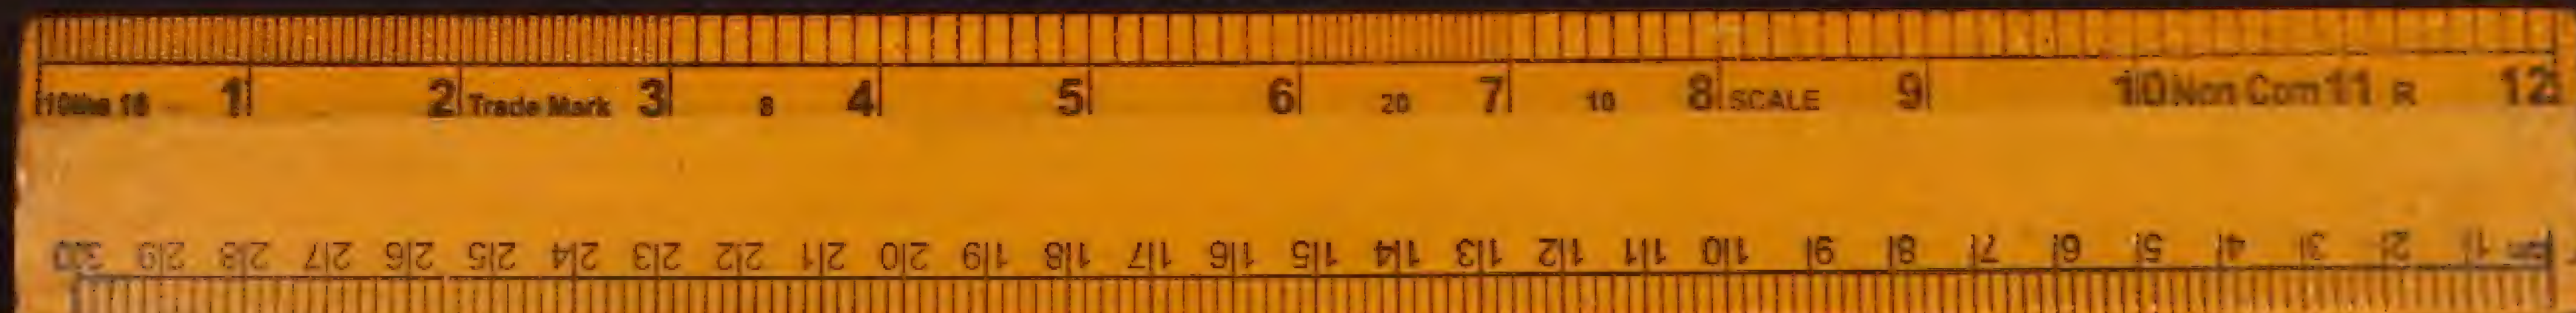 10ths 16 1 2 Trade Mark 3 8 4 5 6 20 7 10 8 SCALE 9 10 Non Com 11 R 12
cm 1 2 3 4 5 6 7 8 9 10 11 12 13 14 15 16 17 18 19 20 21 22 23 24 25 26 27 28 29 30